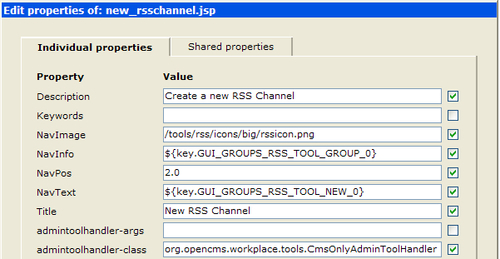 Edit properties of: new_rsschannel.jsp
Individual properties Shared properties
Property Value
Description Create a new RSS Channel
Keywords
NavImage /tools/rss/icons/big/rssicon.png
NavInfo ${key.GUI_GROUPS_RSS_TOOL_GROUP_0}
NavPos 2.0
NavText ${key.GUI_GROUPS_RSS_TOOL_NEW_0}
Title New RSS Channel
admintoolhandler-args
admintoolhandler-class org.opencms.workplace.tools.CmsOnlyAdminToolHandler